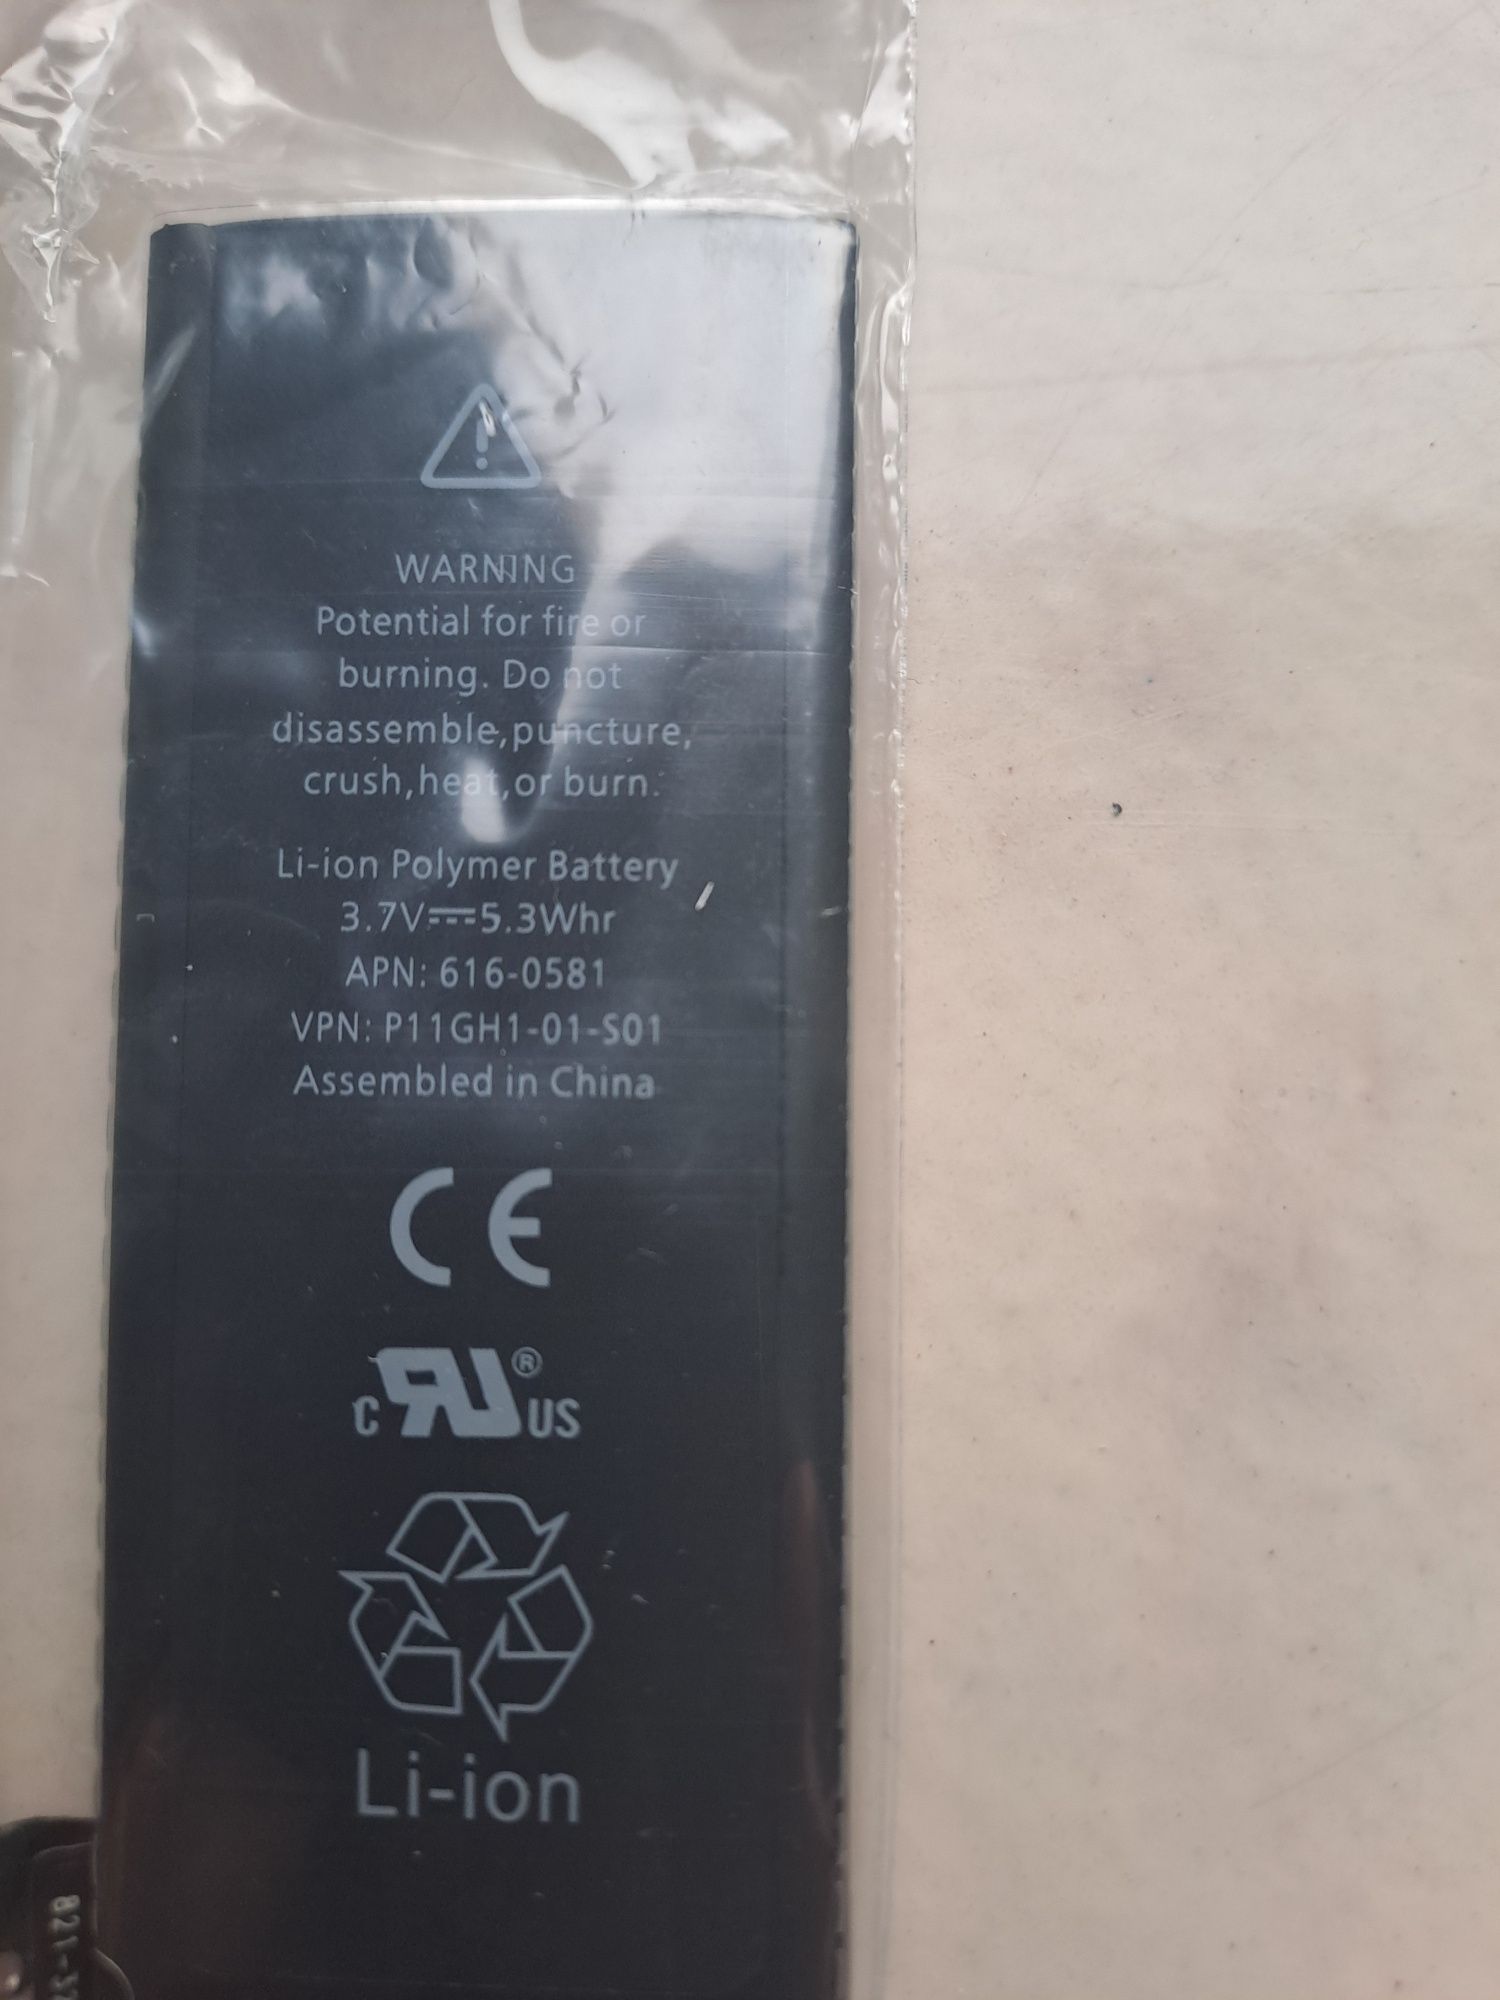 WARNING
Potential for fire or
burning. Do not
disassemble,puncture,
crush,heat,or burn.
Li-ion Polymer Battery
3.7V⎓5.3Whr
APN: 616-0581
VPN: P11GH1-01-S01
Assembled in China
CE
c RU ® US
Li-ion